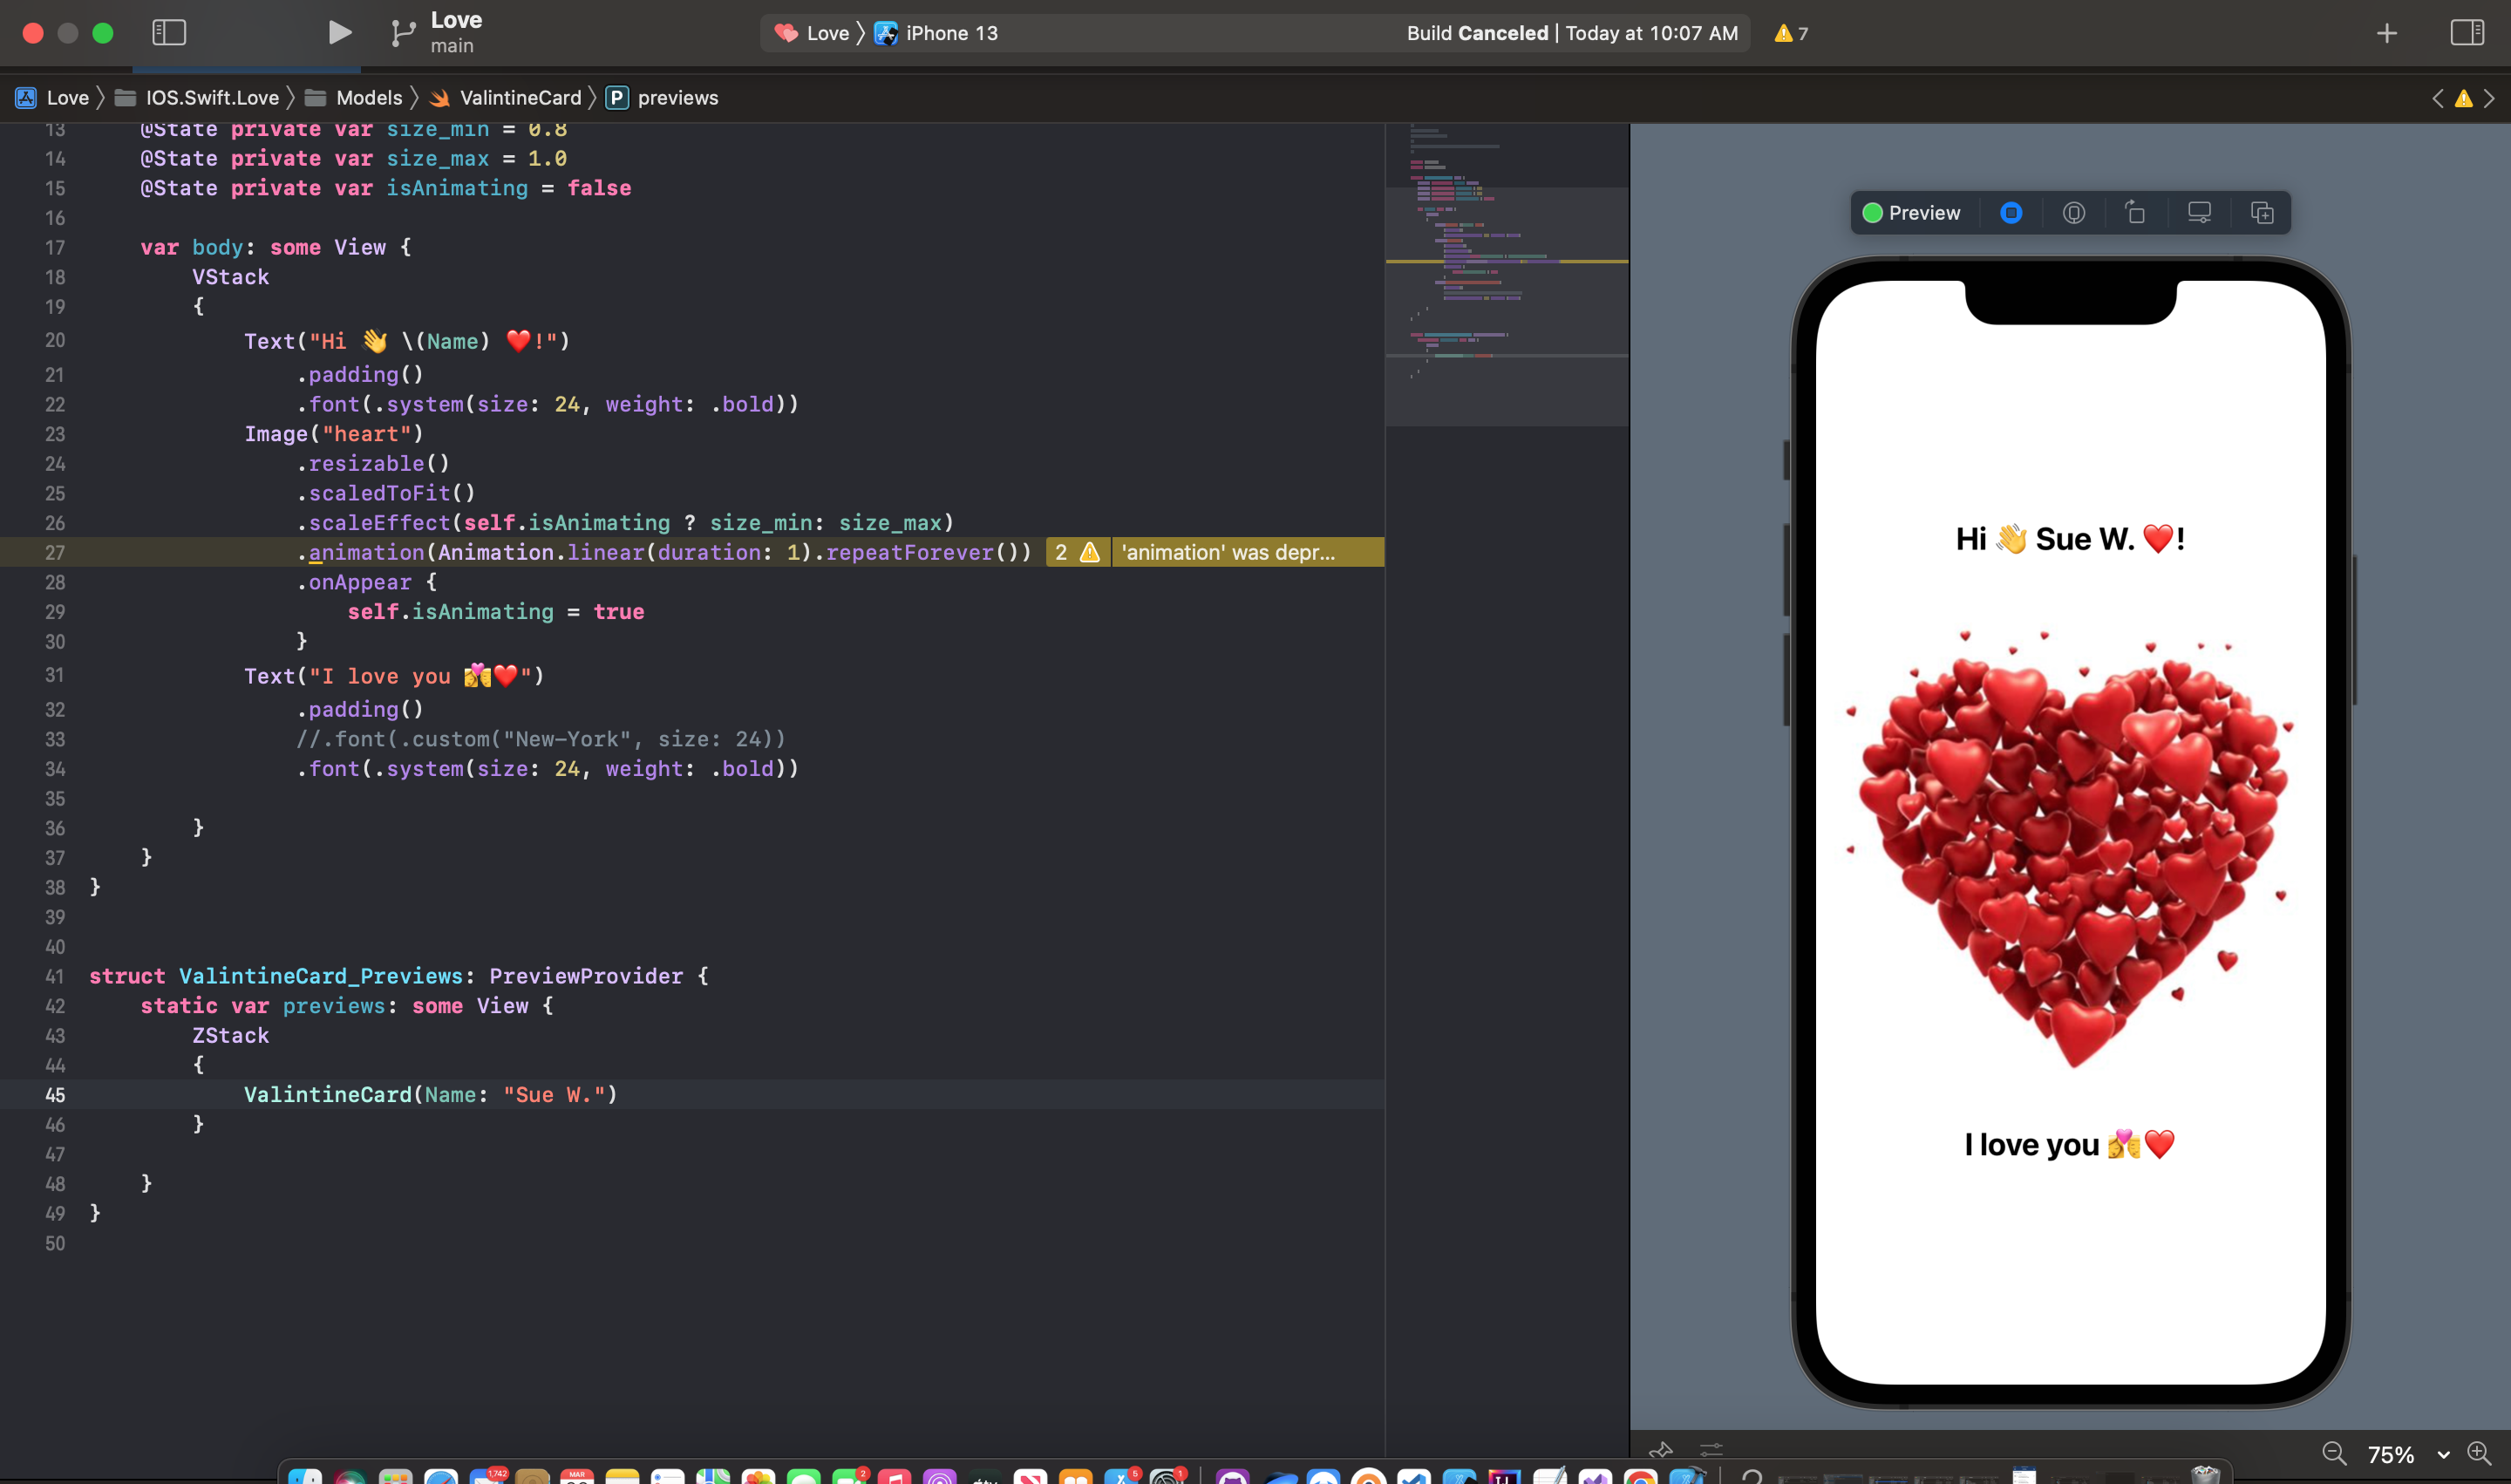 Love
main
Love 〉 iPhone 13
Build Canceled | Today at 10:07 AM
7
Love 〉 IOS.Swift.Love 〉 Models 〉 ValintineCard 〉 P previews
13 @State private var size_min = 0.8
14 @State private var size_max = 1.0
15 @State private var isAnimating = false
16
17 var body: some View {
18 VStack
19 {
20 Text("Hi 👋 \(Name) ❤️!")
21 .padding()
22 .font(.system(size: 24, weight: .bold))
23 Image("heart")
24 .resizable()
25 .scaledToFit()
26 .scaleEffect(self.isAnimating ? size_min: size_max)
27 .animation(Animation.linear(duration: 1).repeatForever()) 2 'animation' was depr...
28 .onAppear {
29 self.isAnimating = true
30 }
31 Text("I love you 💏❤️")
32 .padding()
33 //.font(.custom("New-York", size: 24))
34 .font(.system(size: 24, weight: .bold))
35
36 }
37 }
38 }
39
40
41 struct ValintineCard_Previews: PreviewProvider {
42 static var previews: some View {
43 ZStack
44 {
45 ValintineCard(Name: "Sue W.")
46 }
47
48 }
49 }
50
Preview
Hi 👋 Sue W. ❤️!
I love you 💏❤️
75%
1,742
MAR
2
5
1